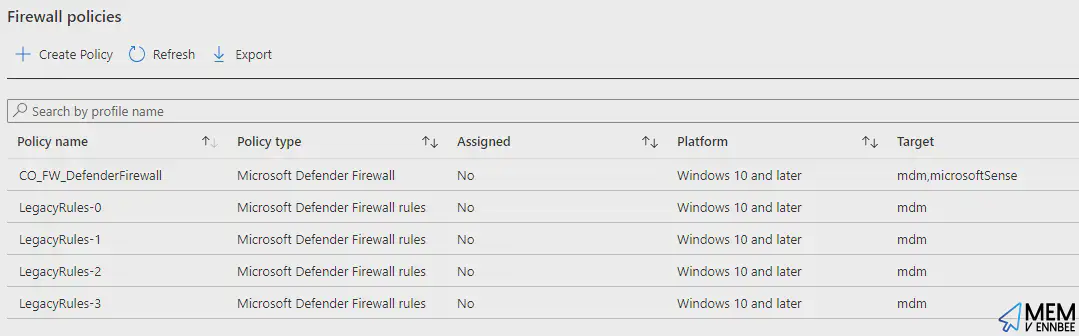 Firewall policies
Create Policy Refresh Export
Search by profile name
Policy name Policy type Assigned Platform Target
CO_FW_DefenderFirewall Microsoft Defender Firewall No Windows 10 and later mdm,microsoftSense
LegacyRules-0 Microsoft Defender Firewall rules No Windows 10 and later mdm
LegacyRules-1 Microsoft Defender Firewall rules No Windows 10 and later mdm
LegacyRules-2 Microsoft Defender Firewall rules No Windows 10 and later mdm
LegacyRules-3 Microsoft Defender Firewall rules No Windows 10 and later mdm
MEM
V ENNBEE